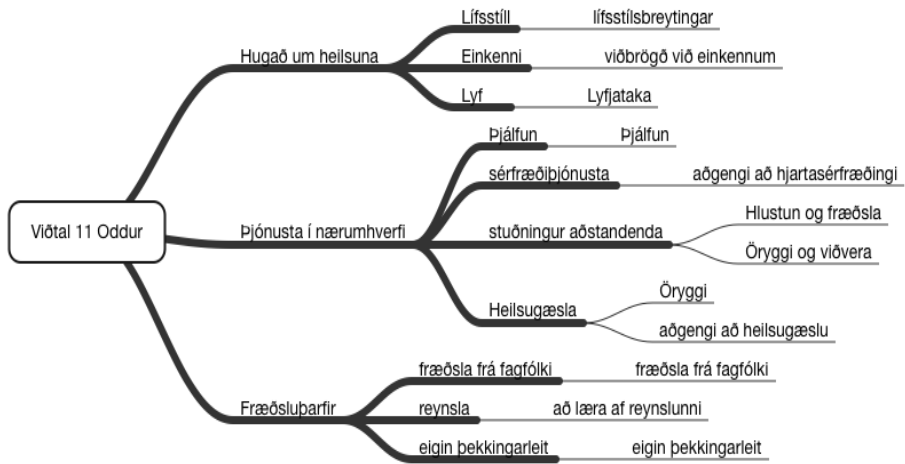 Viðtal 11 Oddur
Hugað um heilsuna
Lífsstíll
lífsstílsbreytingar
Einkenni
viðbrögð við einkennum
Lyf
Lyfjataka
Þjónusta í nærumhverfi
Þjálfun
Þjálfun
sérfræðiþjónusta
aðgengi að hjartasérfræðingi
stuðningur aðstandenda
Hlustun og fræðsla
Öryggi og viðvera
Heilsugæsla
Öryggi
aðgengi að heilsugæslu
Fræðsluþarfir
fræðsla frá fagfólki
fræðsla frá fagfólki
reynsla
að læra af reynslunni
eigin þekkingarleit
eigin þekkingarleit